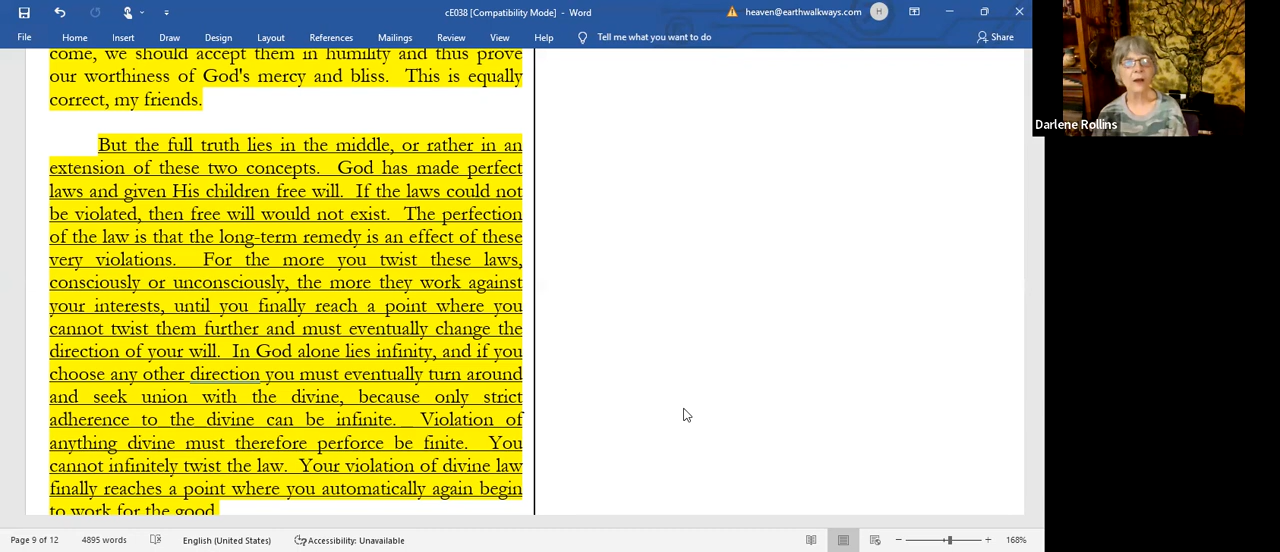 cE038 [Compatibility Mode] - Word
heaven@earthwalkways.com
H
File
Home
Insert
Draw
Design
Layout
References
Mailings
Review
View
Help
Tell me what you want to do
Share
come, we should accept them in humility and thus prove
our worthiness of God's mercy and bliss. This is equally
correct, my friends.
But the full truth lies in the middle, or rather in an
extension of these two concepts. God has made perfect
laws and given His children free will. If the laws could not
be violated, then free will would not exist. The perfection
of the law is that the long-term remedy is an effect of these
very violations. For the more you twist these laws,
consciously or unconsciously, the more they work against
your interests, until you finally reach a point where you
cannot twist them further and must eventually change the
direction of your will. In God alone lies infinity, and if you
choose any other direction you must eventually turn around
and seek union with the divine, because only strict
adherence to the divine can be infinite. Violation of
anything divine must therefore perforce be finite. You
cannot infinitely twist the law. Your violation of divine law
finally reaches a point where you automatically again begin
to work for the good.
Darlene Rollins
Page 9 of 12
4895 words
English (United States)
Accessibility: Unavailable
168%